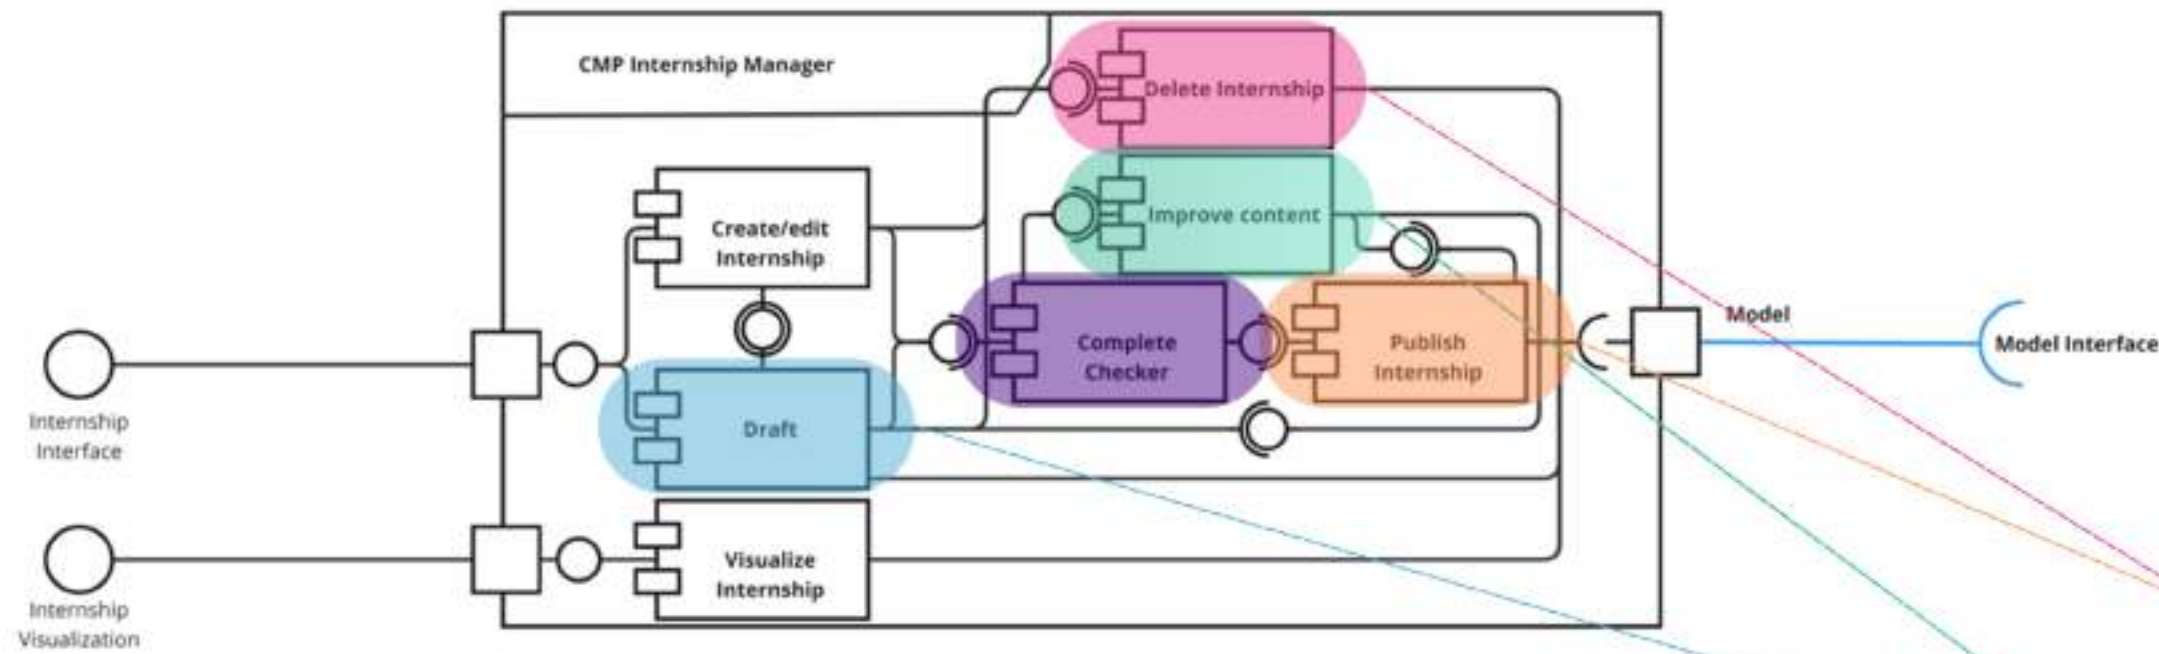 CMP Internship Manager
Delete Internship
Improve content
Create/edit
Internship
Complete
Checker
Publish
Internship
Model
Model Interface
Internship
Interface
Draft
Visualize
Internship
Internship
Visualization